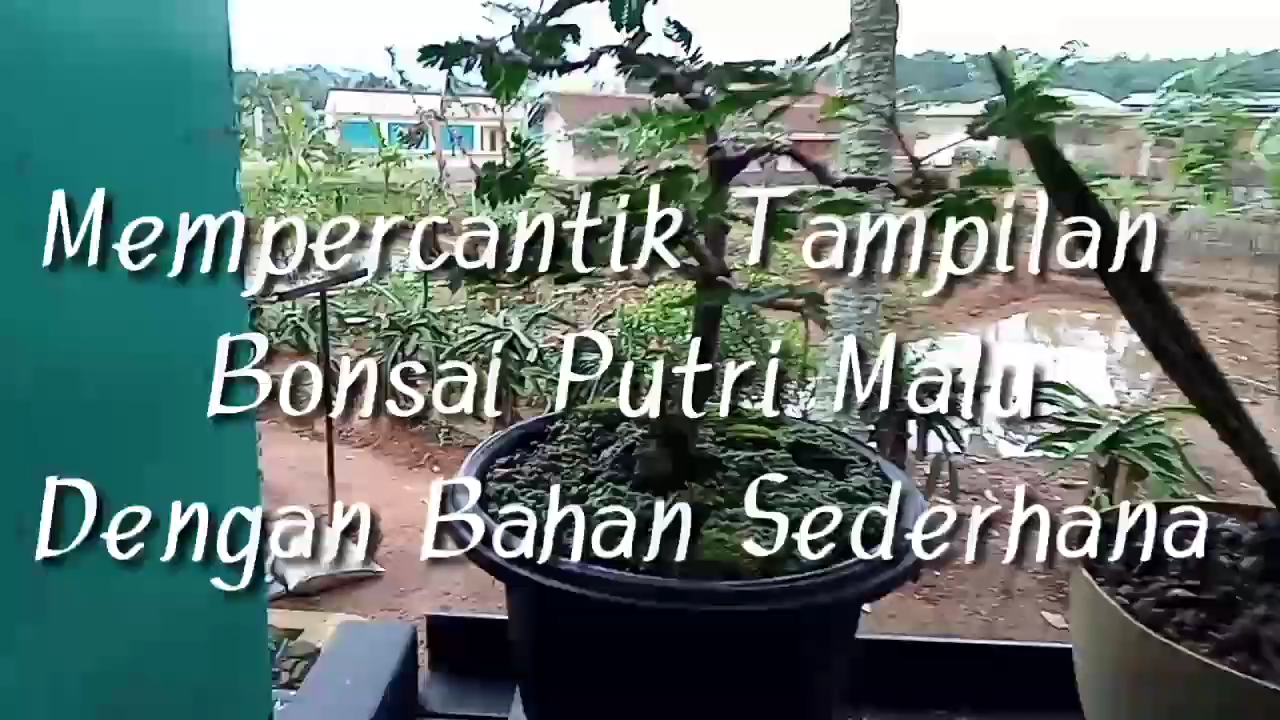 Mempercantik Tampilan
Bonsai Putri Malu
Dengan Bahan Sederhana